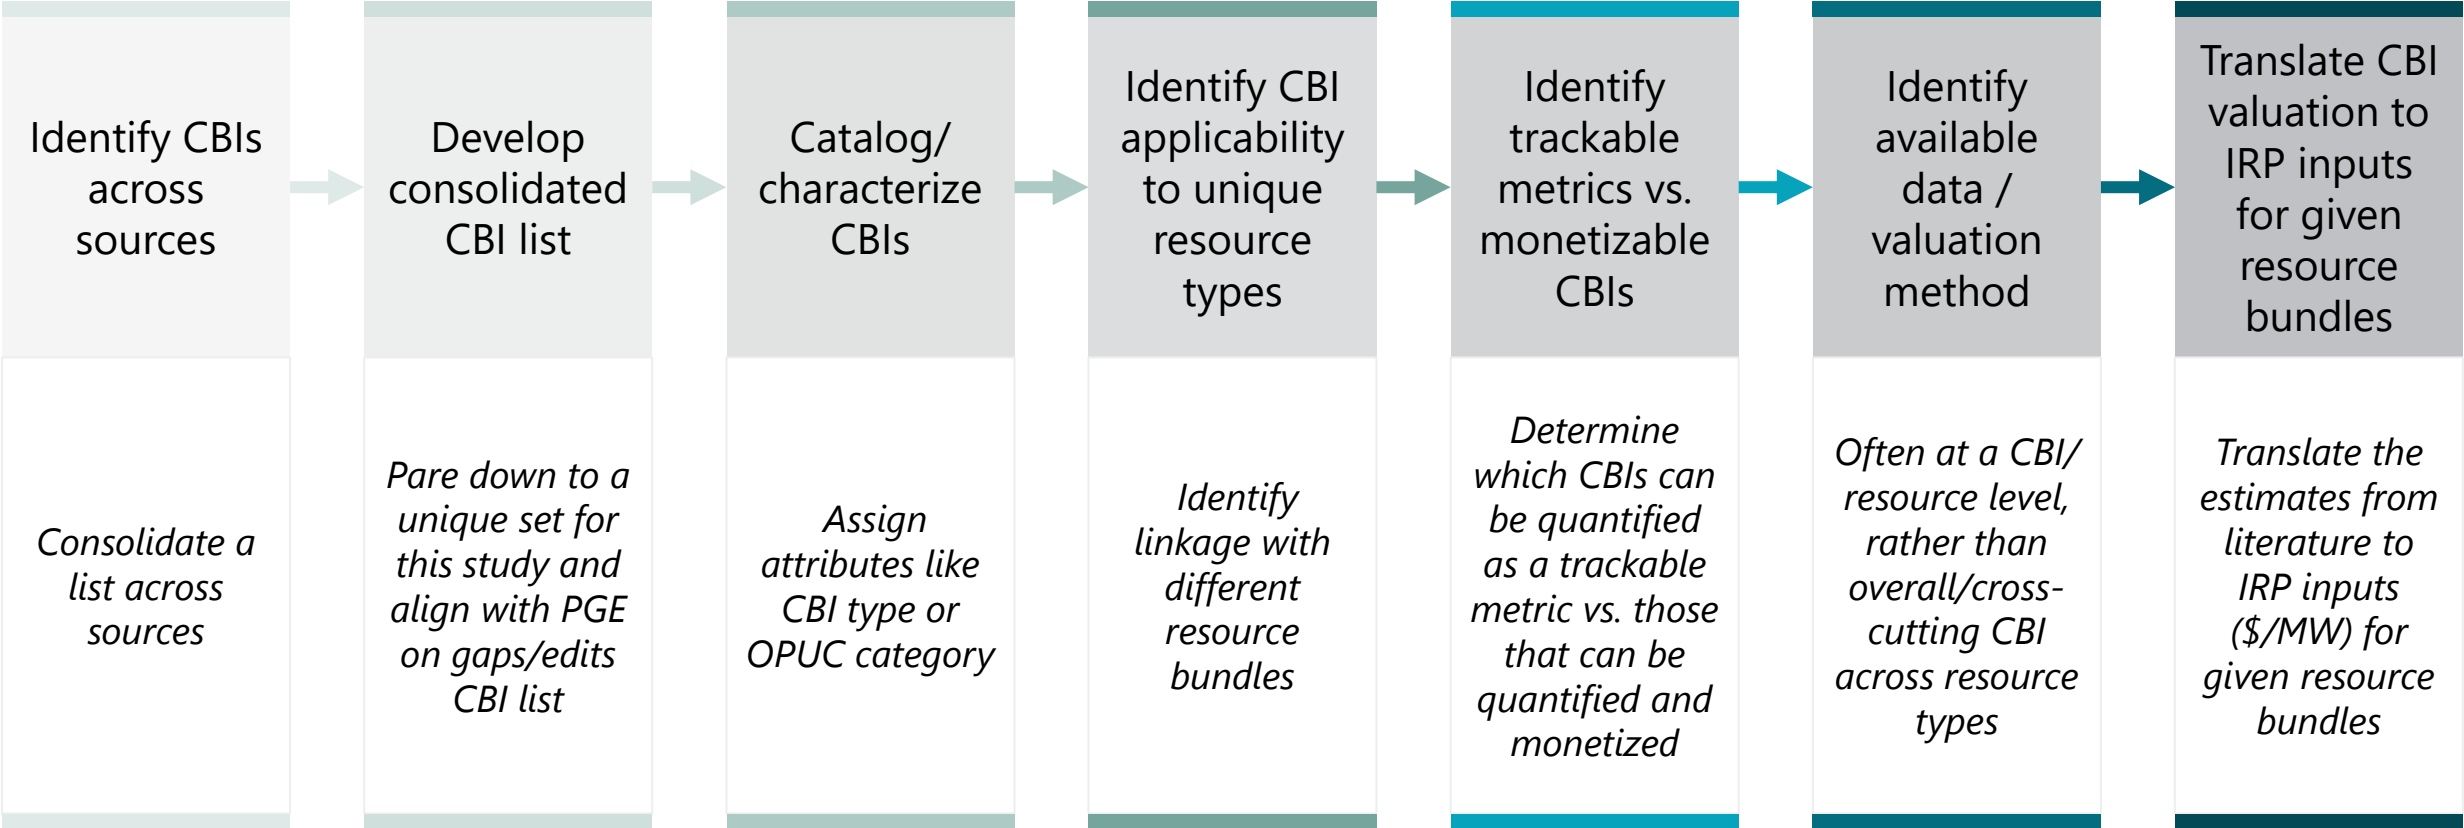 Identify CBIs
across
sources
Develop
consolidated
CBI list
Catalog/
characterize
CBIs
Identify CBI
applicability
to unique
resource
types
Identify
trackable
metrics vs.
monetizable
CBIs
Identify
available
data /
valuation
method
Translate CBI
valuation to
IRP inputs
for given
resource
bundles
Consolidate a
list across
sources
Pare down to a
unique set for
this study and
align with PGE
on gaps/edits
CBI list
Assign
attributes like
CBI type or
OPUC category
Identify
linkage with
different
resource
bundles
Determine
which CBIs can
be quantified
as a trackable
metric vs. those
that can be
quantified and
monetized
Often at a CBI/
resource level,
rather than
overall/cross-
cutting CBI
across resource
types
Translate the
estimates from
literature to
IRP inputs
($/MW) for
given resource
bundles